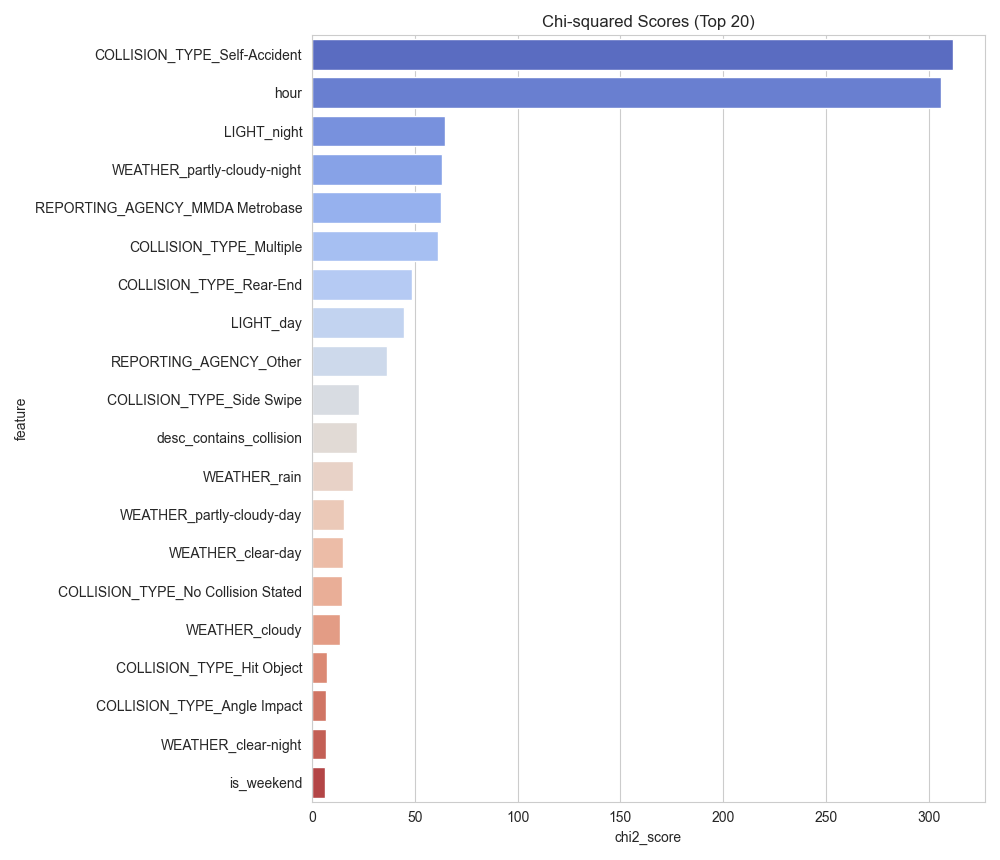 Chi-squared Scores (Top 20)
feature
COLLISION_TYPE_Self-Accident
hour
LIGHT_night
WEATHER_partly-cloudy-night
REPORTING_AGENCY_MMDA Metrobase
COLLISION_TYPE_Multiple
COLLISION_TYPE_Rear-End
LIGHT_day
REPORTING_AGENCY_Other
COLLISION_TYPE_Side Swipe
desc_contains_collision
WEATHER_rain
WEATHER_partly-cloudy-day
WEATHER_clear-day
COLLISION_TYPE_No Collision Stated
WEATHER_cloudy
COLLISION_TYPE_Hit Object
COLLISION_TYPE_Angle Impact
WEATHER_clear-night
is_weekend
0 50 100 150 200 250 300
chi2_score